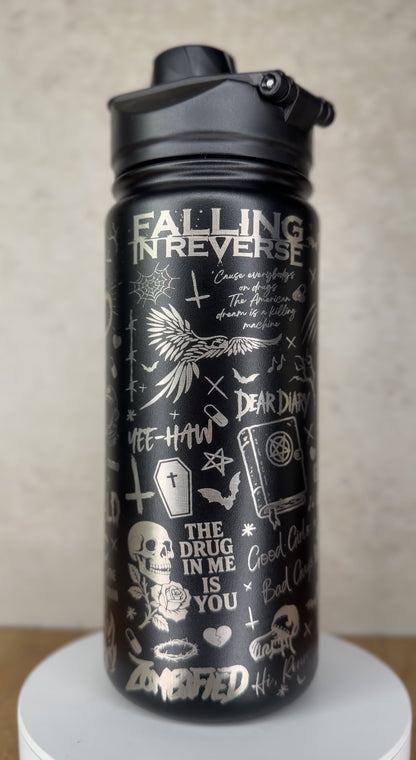 FALLING
IN REVERSE
'Cause everybody's
on drugs
The American
dream is a killing
machine
DEAR DIARY
YEE-HAW
THE
DRUG
IN ME
IS
YOU
Good Girls
Bad
ZOMBIFIED
Hi,